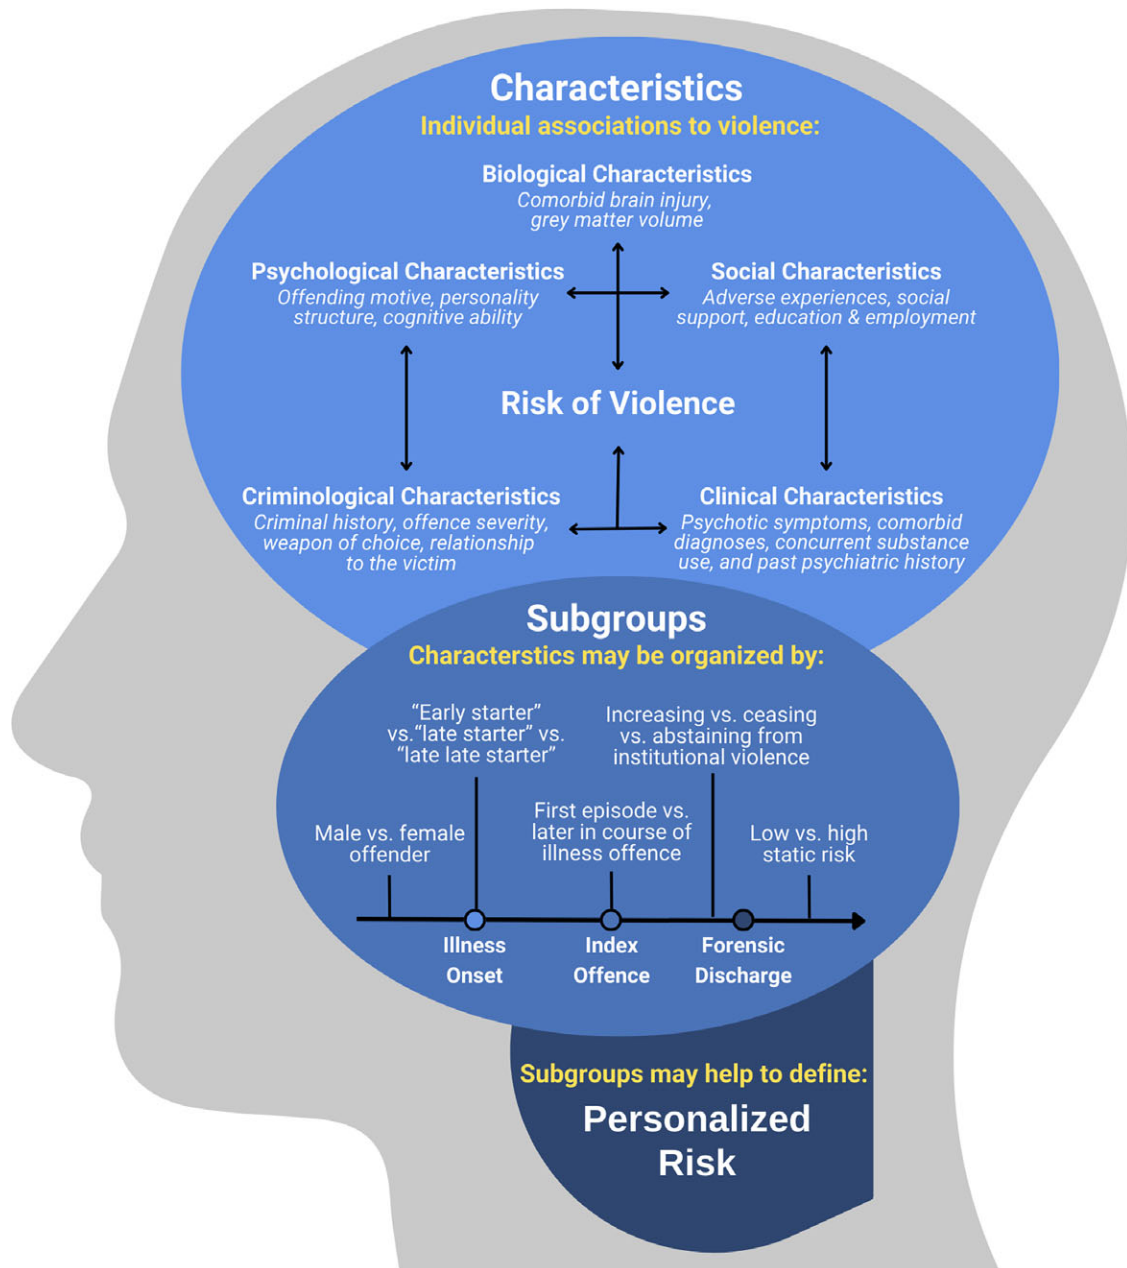 Characteristics
Individual associations to violence:
Biological Characteristics
Comorbid brain injury,
grey matter volume
Psychological Characteristics
Offending motive, personality
structure, cognitive ability
Social Characteristics
Adverse experiences, social
support, education & employment
Risk of Violence
Criminological Characteristics
Criminal history, offence severity,
weapon of choice, relationship
to the victim
Clinical Characteristics
Psychotic symptoms, comorbid
diagnoses, concurrent substance
use, and past psychiatric history
Subgroups
Characterstics may be organized by:
“Early starter”
vs.“late starter” vs.
“late late starter”
Increasing vs. ceasing
vs. abstaining from
institutional violence
Male vs. female
offender
First episode vs.
later in course of
illness offence
Low vs. high
static risk
Illness
Onset
Index
Offence
Forensic
Discharge
Subgroups may help to define:
Personalized
Risk